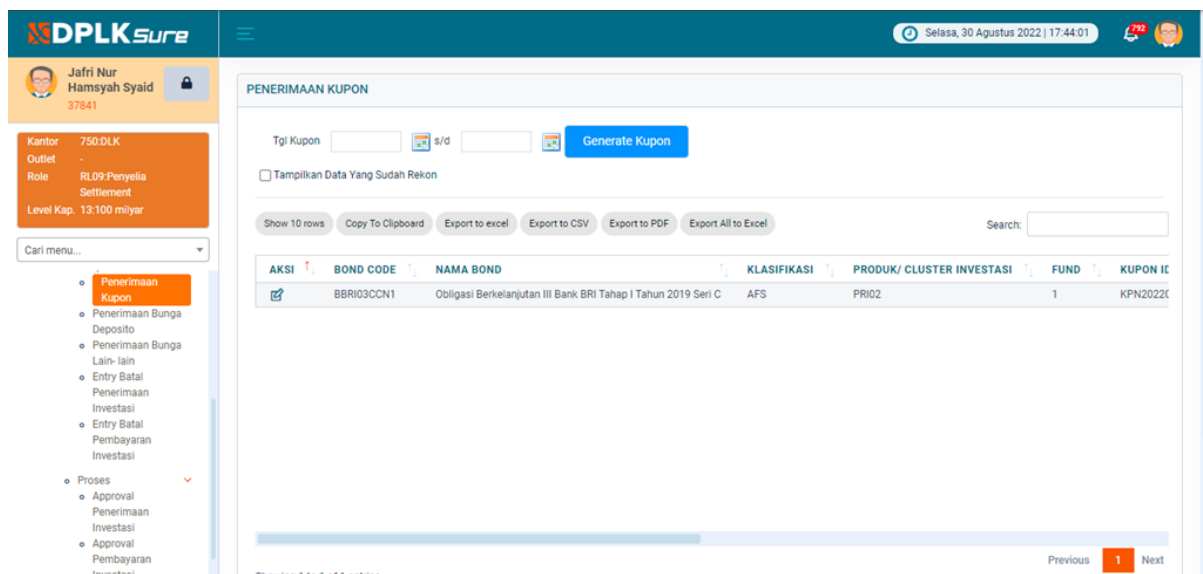 DPLKSure
Selasa, 30 Agustus 2022 | 17:44:01
792
Jafri Nur
Hamsyah Syaid
37841
Kantor 750:DLK
Outlet -
Role RL09:Penyelia
Settlement
Level Kap. 13:100 milyar
Cari menu...
Penerimaan
Kupon
Penerimaan Bunga
Deposito
Penerimaan Bunga
Lain- lain
Entry Batal
Penerimaan
Investasi
Entry Batal
Pembayaran
Investasi
Proses
Approval
Penerimaan
Investasi
Approval
Pembayaran
Investasi
PENERIMAAN KUPON
Tgl Kupon s/d Generate Kupon
Tampilkan Data Yang Sudah Rekon
Show 10 rows Copy To Clipboard Export to excel Export to CSV Export to PDF Export All to Excel Search:
AKSI BOND CODE NAMA BOND KLASIFIKASI PRODUK/ CLUSTER INVESTASI FUND KUPON ID
BBRI03CCN1 Obligasi Berkelanjutan III Bank BRI Tahap I Tahun 2019 Seri C AFS PRI02 1 KPN2022
Previous 1 Next